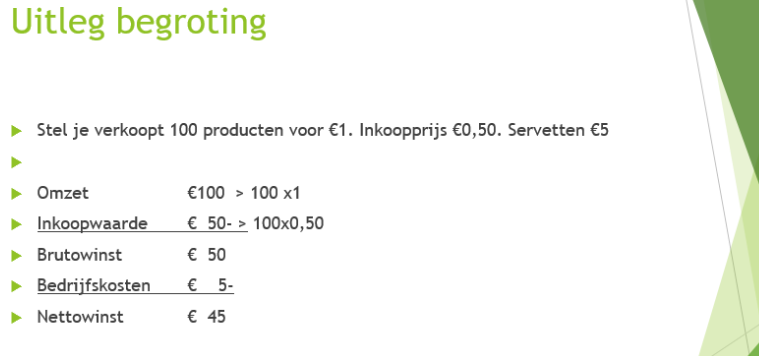 Uitleg begroting
Stel je verkoopt 100 producten voor €1. Inkoopprijs €0,50. Servetten €5
Omzet €100 > 100 x1
Inkoopwaarde € 50- > 100x0,50
Brutowinst € 50
Bedrijfskosten € 5-
Nettowinst € 45